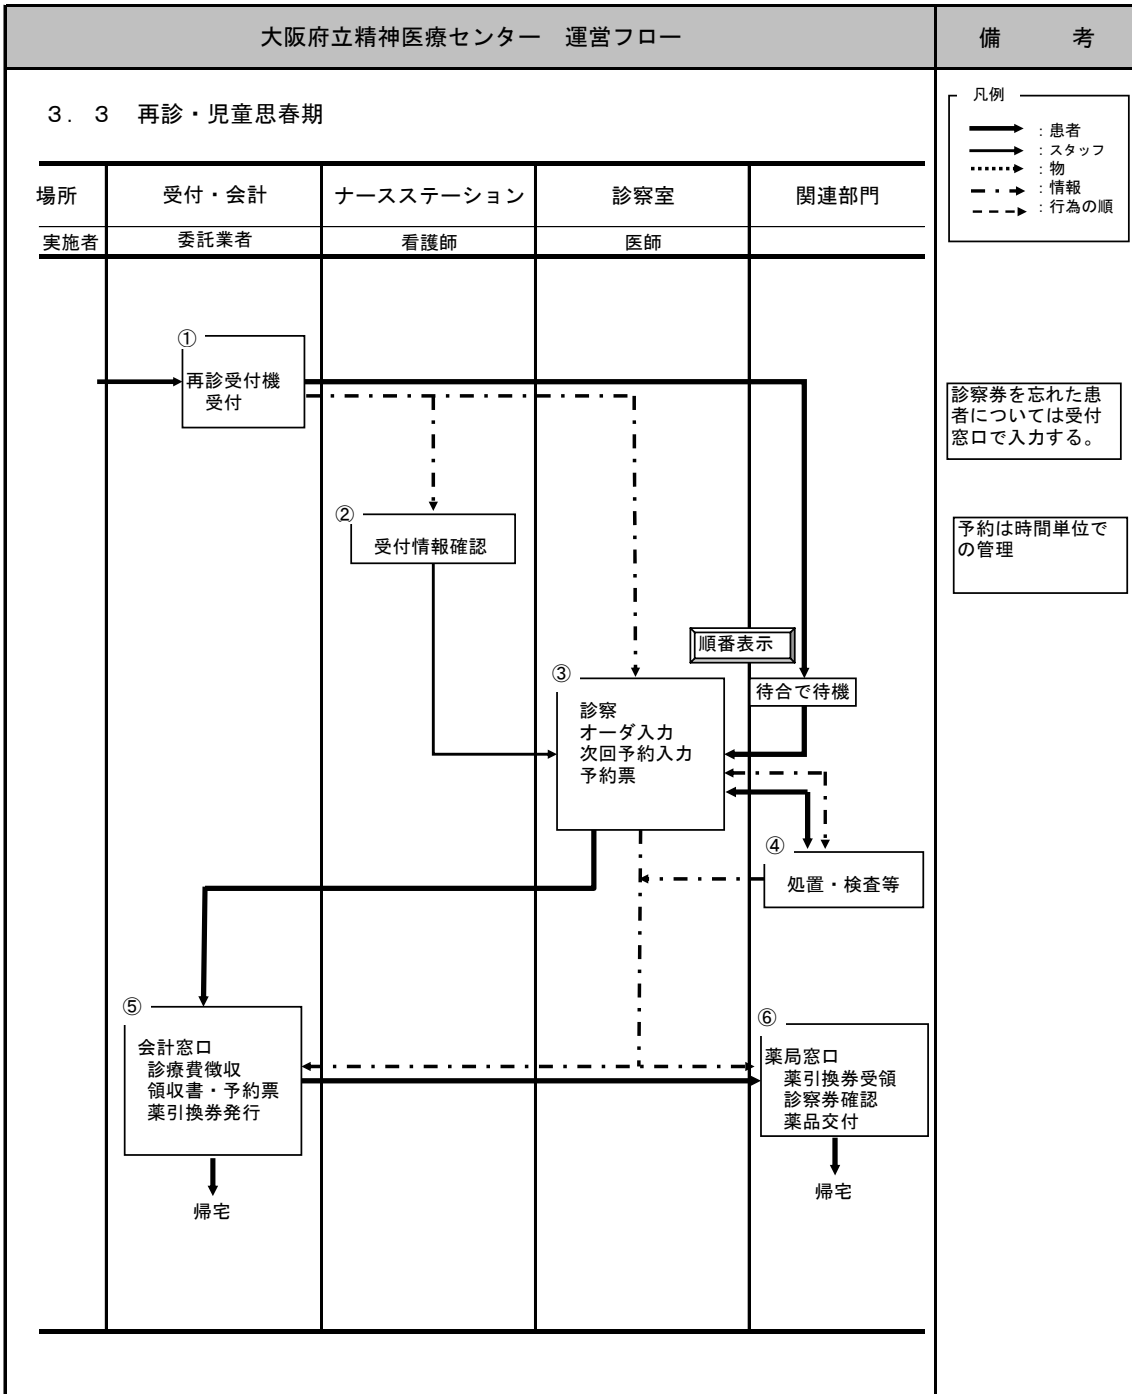 大阪府立精神医療センター　運営フロー
備　　　考
３．３　再診・児童思春期
凡例
：患者
：スタッフ
：物
：情報
：行為の順
場所
受付・会計
ナースステーション
診察室
関連部門
実施者
委託業者
看護師
医師
①
再診受付機
受付
診察券を忘れた患
者については受付
窓口で入力する。
②
受付情報確認
予約は時間単位で
の管理
順番表示
待合で待機
③
診察
オーダ入力
次回予約入力
予約票
④
処置・検査等
⑤
会計窓口
診療費徴収
領収書・予約票
薬引換券発行
⑥
薬局窓口
薬引換券受領
診察券確認
薬品交付
帰宅
帰宅